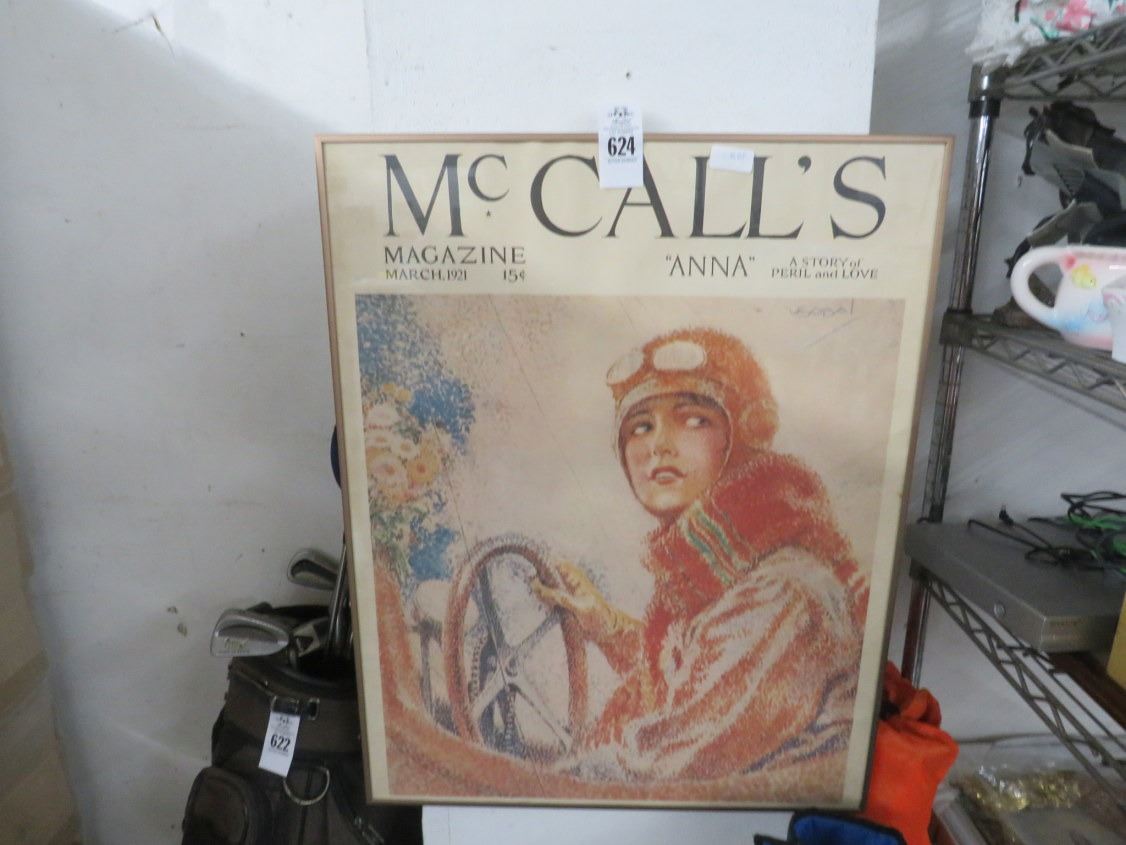 624
McCALL'S
MAGAZINE
MARCH, 1921 15¢
"ANNA" A STORY of
PERIL and LOVE
622